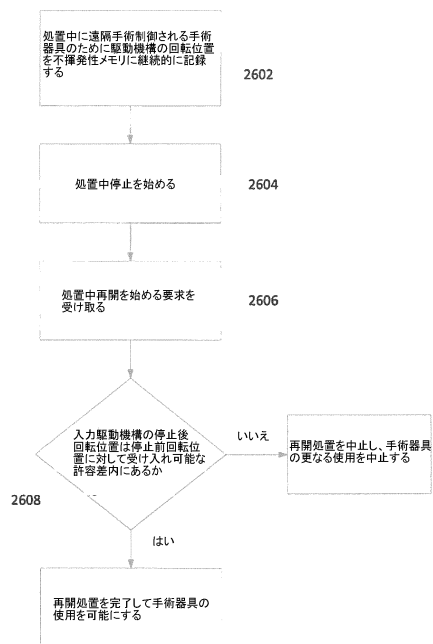 処置中に遠隔手術制御される手術
器具のために駆動機構の回転位置
を不揮発性メモリに継続的に記録
する
2602
処置中停止を始める
2604
処置中再開を始める要求を
受け取る
2606
入力駆動機構の停止後
回転位置は停止前回転位置
に対して受け入れ可能な
許容差内にあるか
2608
いいえ
再開処置を中止し、手術器具
の更なる使用を中止する
はい
再開処置を完了して手術器具の
使用を可能にする